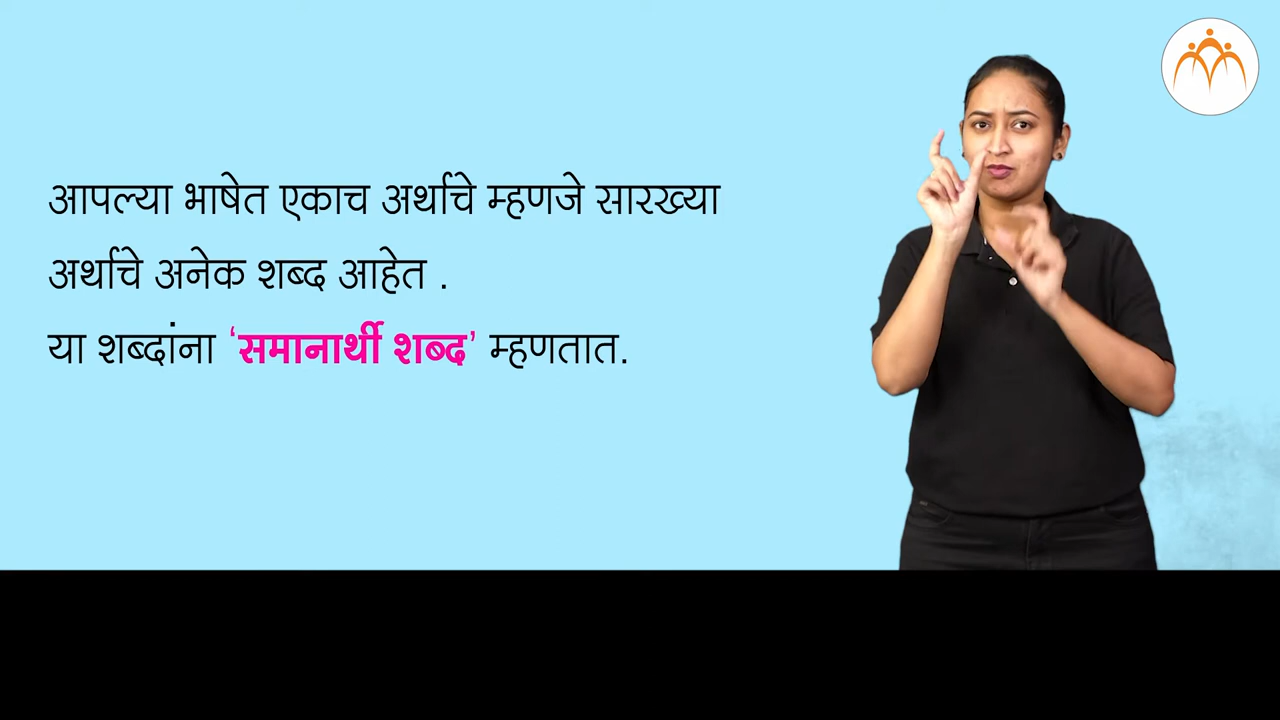 आपल्या भाषेत एकाच अर्थाचे म्हणजे सारख्या
अर्थाचे अनेक शब्द आहेत .
या शब्दांना ‘समानार्थी शब्द’ म्हणतात.